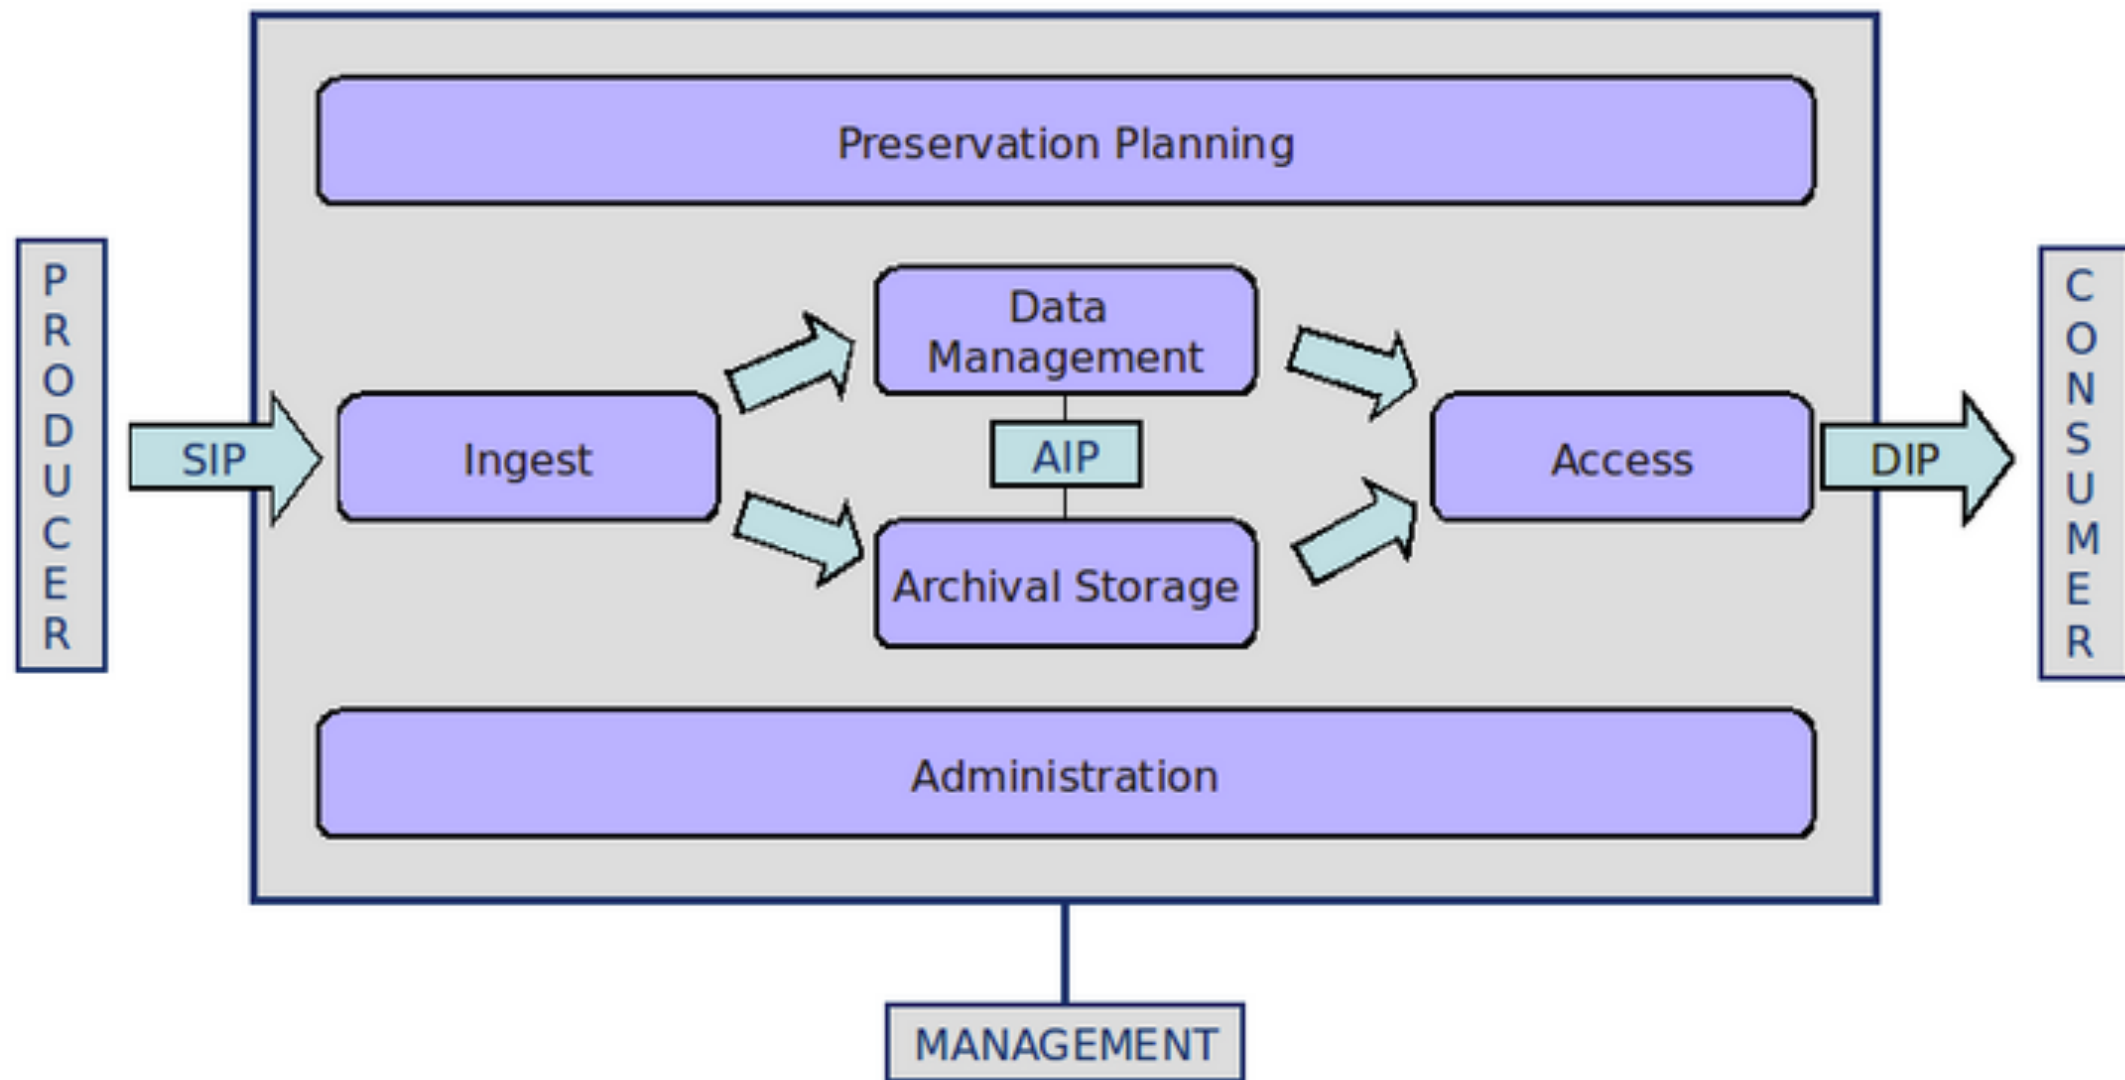 Preservation Planning
PRODUCER
Data
Management
CONSUMER
SIP
Ingest
AIP
Access
DIP
Archival Storage
Administration
MANAGEMENT